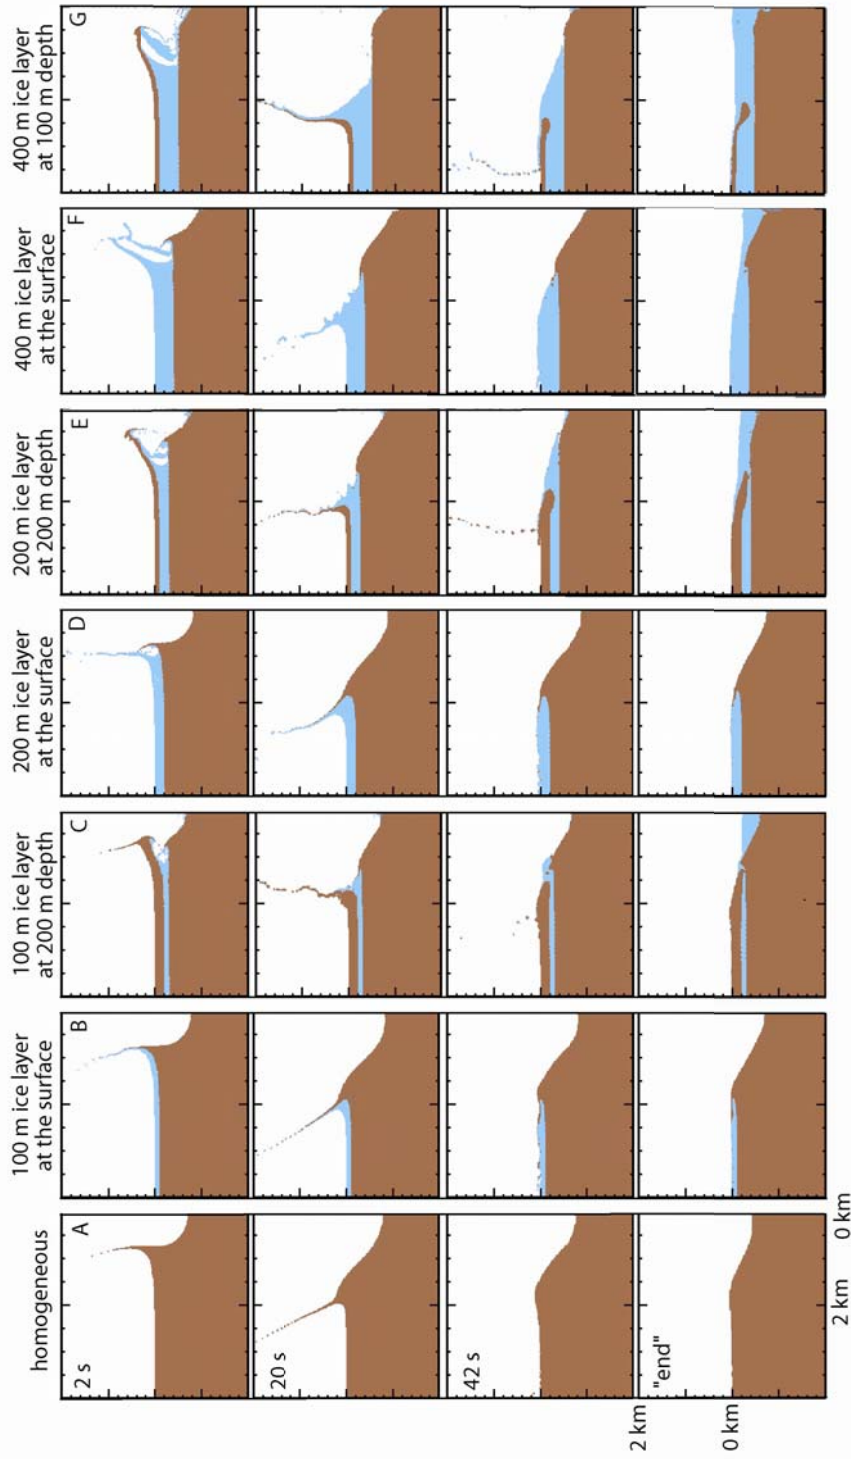 homogeneous
100 m ice layer
at the surface
100 m ice layer
at 200 m depth
200 m ice layer
at the surface
200 m ice layer
at 200 m depth
400 m ice layer
at the surface
400 m ice layer
at 100 m depth
2 s
A
B
C
D
E
F
G
20 s
42 s
"end"
2 km
0 km
2 km
0 km